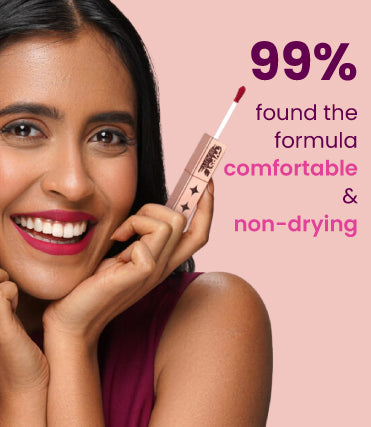 99%
found the
formula
comfortable
&
non-drying